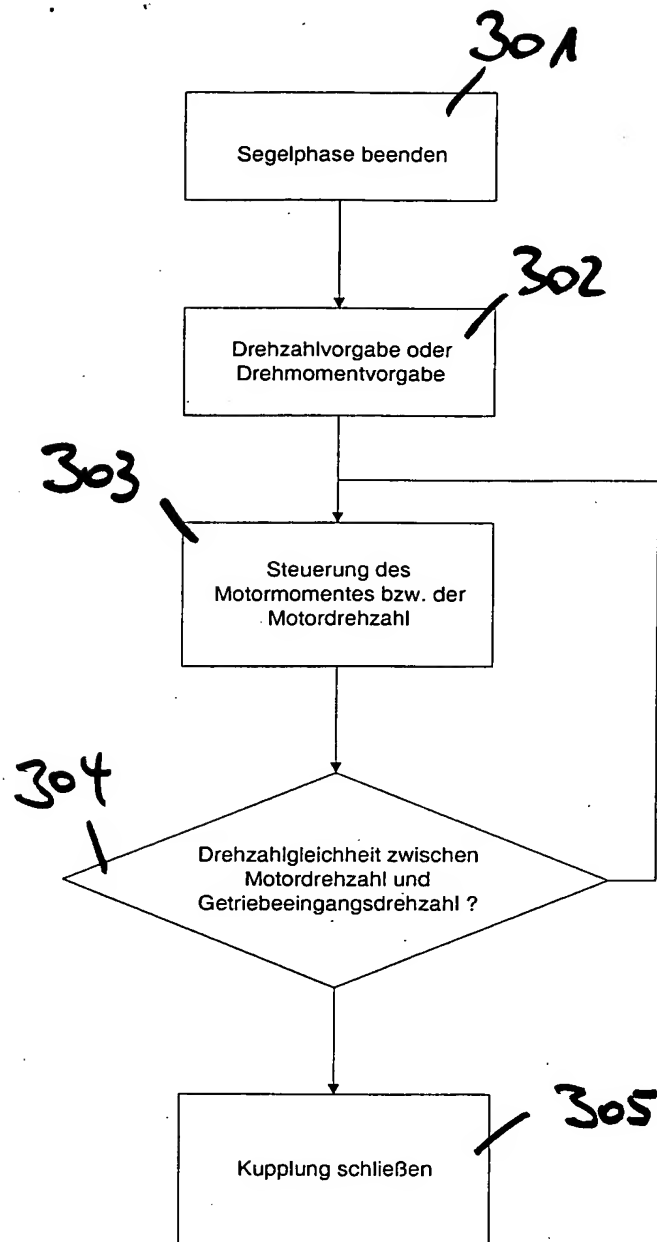 301
Segelphase beenden
302
Drehzahlvorgabe oder
Drehmomentvorgabe
303
Steuerung des
Motormomentes bzw. der
Motordrehzahl
304
Drehzahlgleichheit zwischen
Motordrehzahl und
Getriebeeingangsdrehzahl ?
305
Kupplung schließen